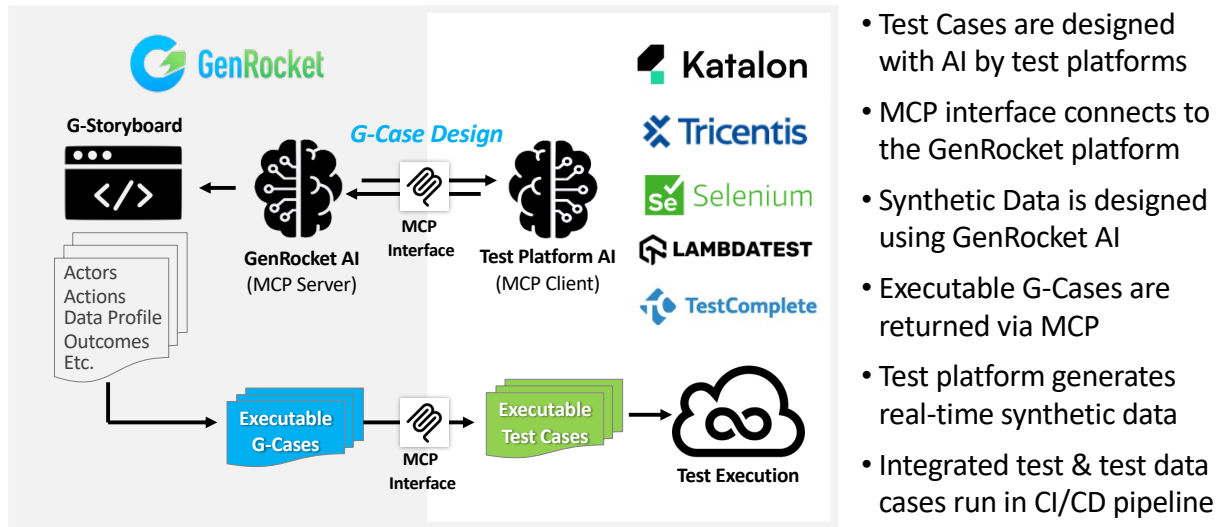 GenRocket
G-Storyboard
</>
Actors
Actions
Data Profile
Outcomes
Etc.
GenRocket AI
(MCP Server)
G-Case Design
MCP
Interface
Test Platform AI
(MCP Client)
Katalon
Tricentis
Se Selenium
LAMBDATEST
TestComplete
Executable
G-Cases
MCP
Interface
Executable
Test Cases
Test Execution
• Test Cases are designed
with AI by test platforms
• MCP interface connects to
the GenRocket platform
• Synthetic Data is designed
using GenRocket AI
• Executable G-Cases are
returned via MCP
• Test platform generates
real-time synthetic data
• Integrated test & test data
cases run in CI/CD pipeline